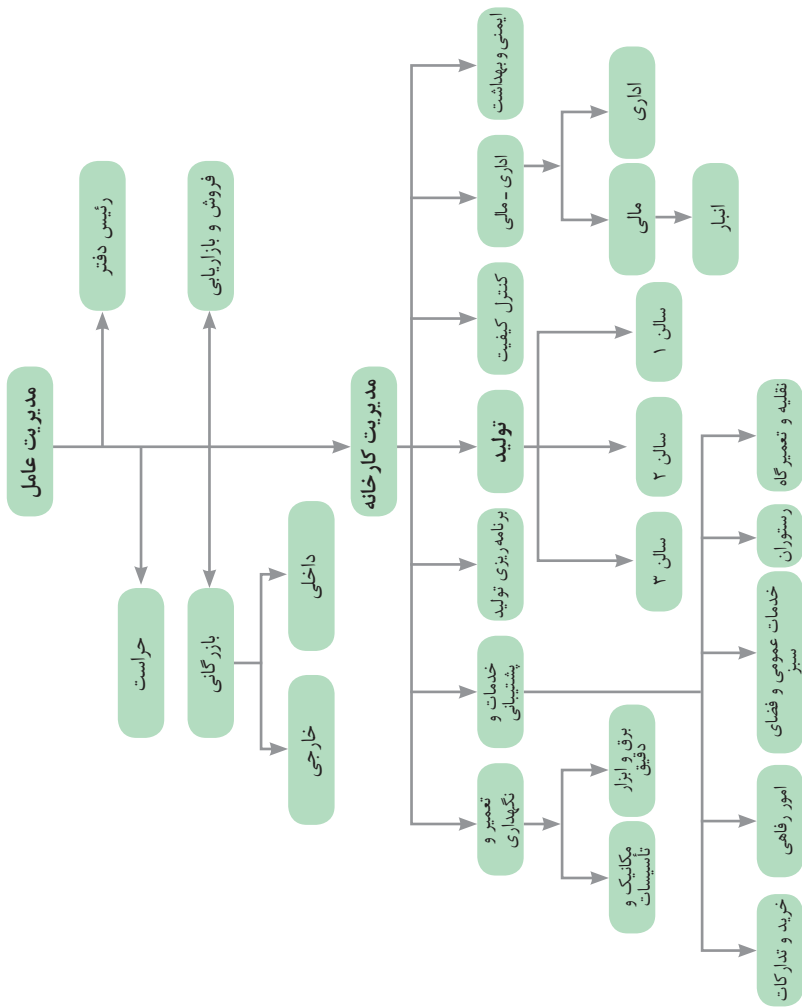 مدیریت عامل
رئیس دفتر
حراست
فروش و بازاریابی
بازرگانی
داخلی
خارجی
مدیریت کارخانه
ایمنی و بهداشت
اداری - مالی
کنترل کیفیت
تولید
برنامه‌ریزی تولید
خدمات و
پشتیبانی
تعمیر و
نگهداری
اداری
مالی
انبار
سالن ۱
سالن ۲
سالن ۳
برق و ابزار
دقیق
مکانیک و
تأسیسات
نقلیه و تعمیرگاه
رستوران
خدمات عمومی و فضای
سبز
امور رفاهی
خرید و تدارکات